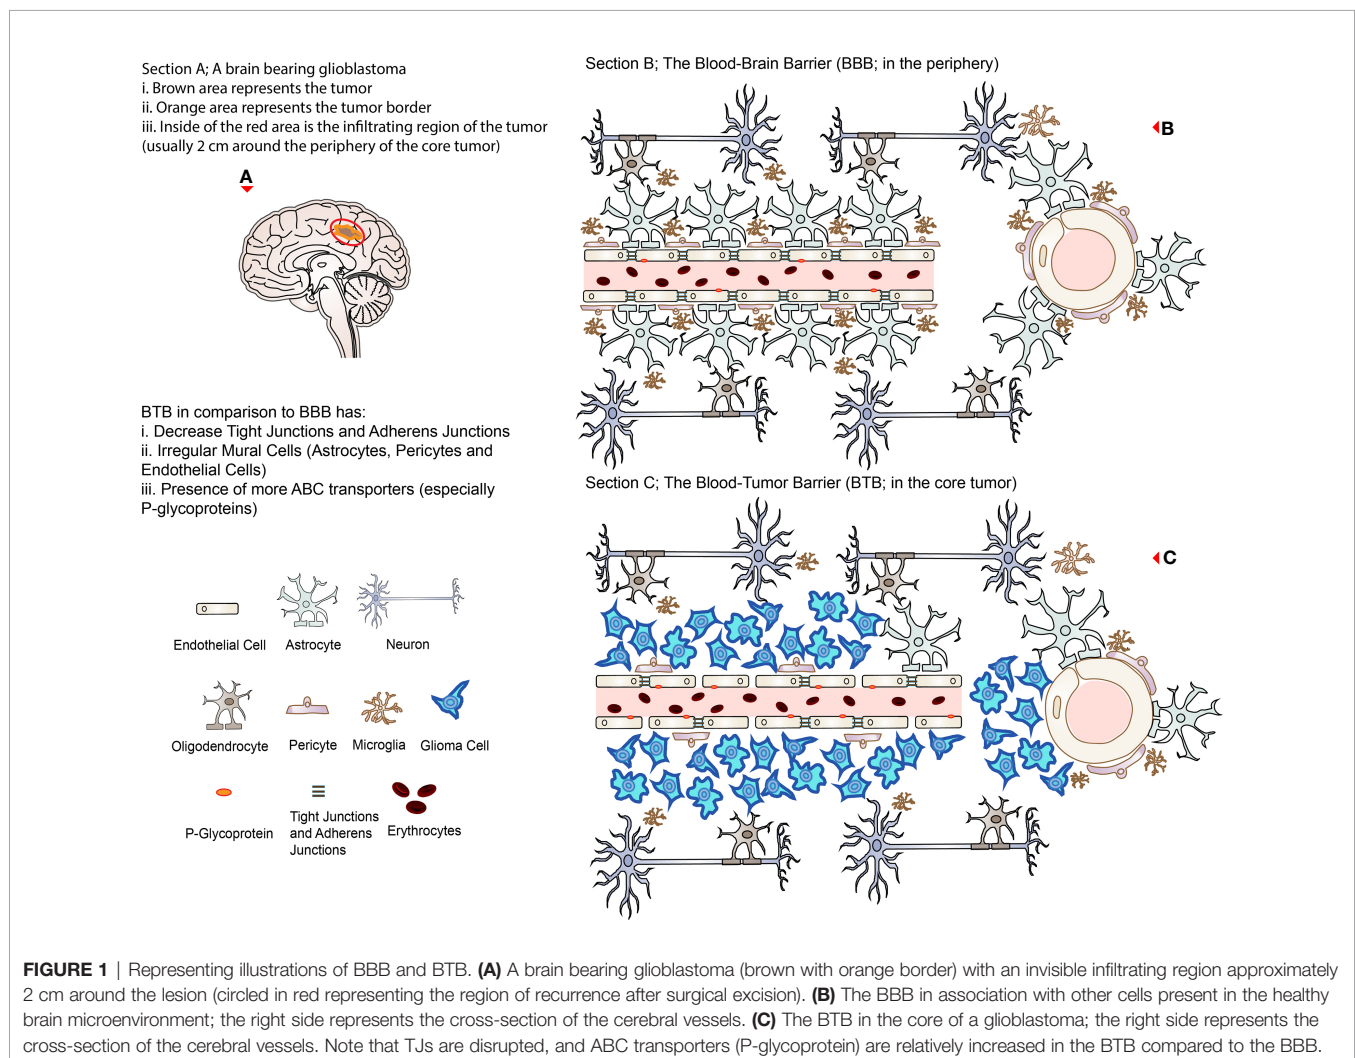 Section A; A brain bearing glioblastoma
i. Brown area represents the tumor
ii. Orange area represents the tumor border
iii. Inside of the red area is the infiltrating region of the tumor
(usually 2 cm around the periphery of the core tumor)
A
Section B; The Blood-Brain Barrier (BBB; in the periphery)
B
BTB in comparison to BBB has:
i. Decrease Tight Junctions and Adherens Junctions
ii. Irregular Mural Cells (Astrocytes, Pericytes and
Endothelial Cells)
iii. Presence of more ABC transporters (especially
P-glycoproteins)
Section C; The Blood-Tumor Barrier (BTB; in the core tumor)
C
Endothelial Cell
Astrocyte
Neuron
Oligodendrocyte
Pericyte
Microglia
Glioma Cell
P-Glycoprotein
Tight Junctions
and Adherens
Junctions
Erythrocytes
FIGURE 1 | Representing illustrations of BBB and BTB. (A) A brain bearing glioblastoma (brown with orange border) with an invisible infiltrating region approximately
2 cm around the lesion (circled in red representing the region of recurrence after surgical excision). (B) The BBB in association with other cells present in the healthy
brain microenvironment; the right side represents the cross-section of the cerebral vessels. (C) The BTB in the core of a glioblastoma; the right side represents the
cross-section of the cerebral vessels. Note that TJs are disrupted, and ABC transporters (P-glycoprotein) are relatively increased in the BTB compared to the BBB.